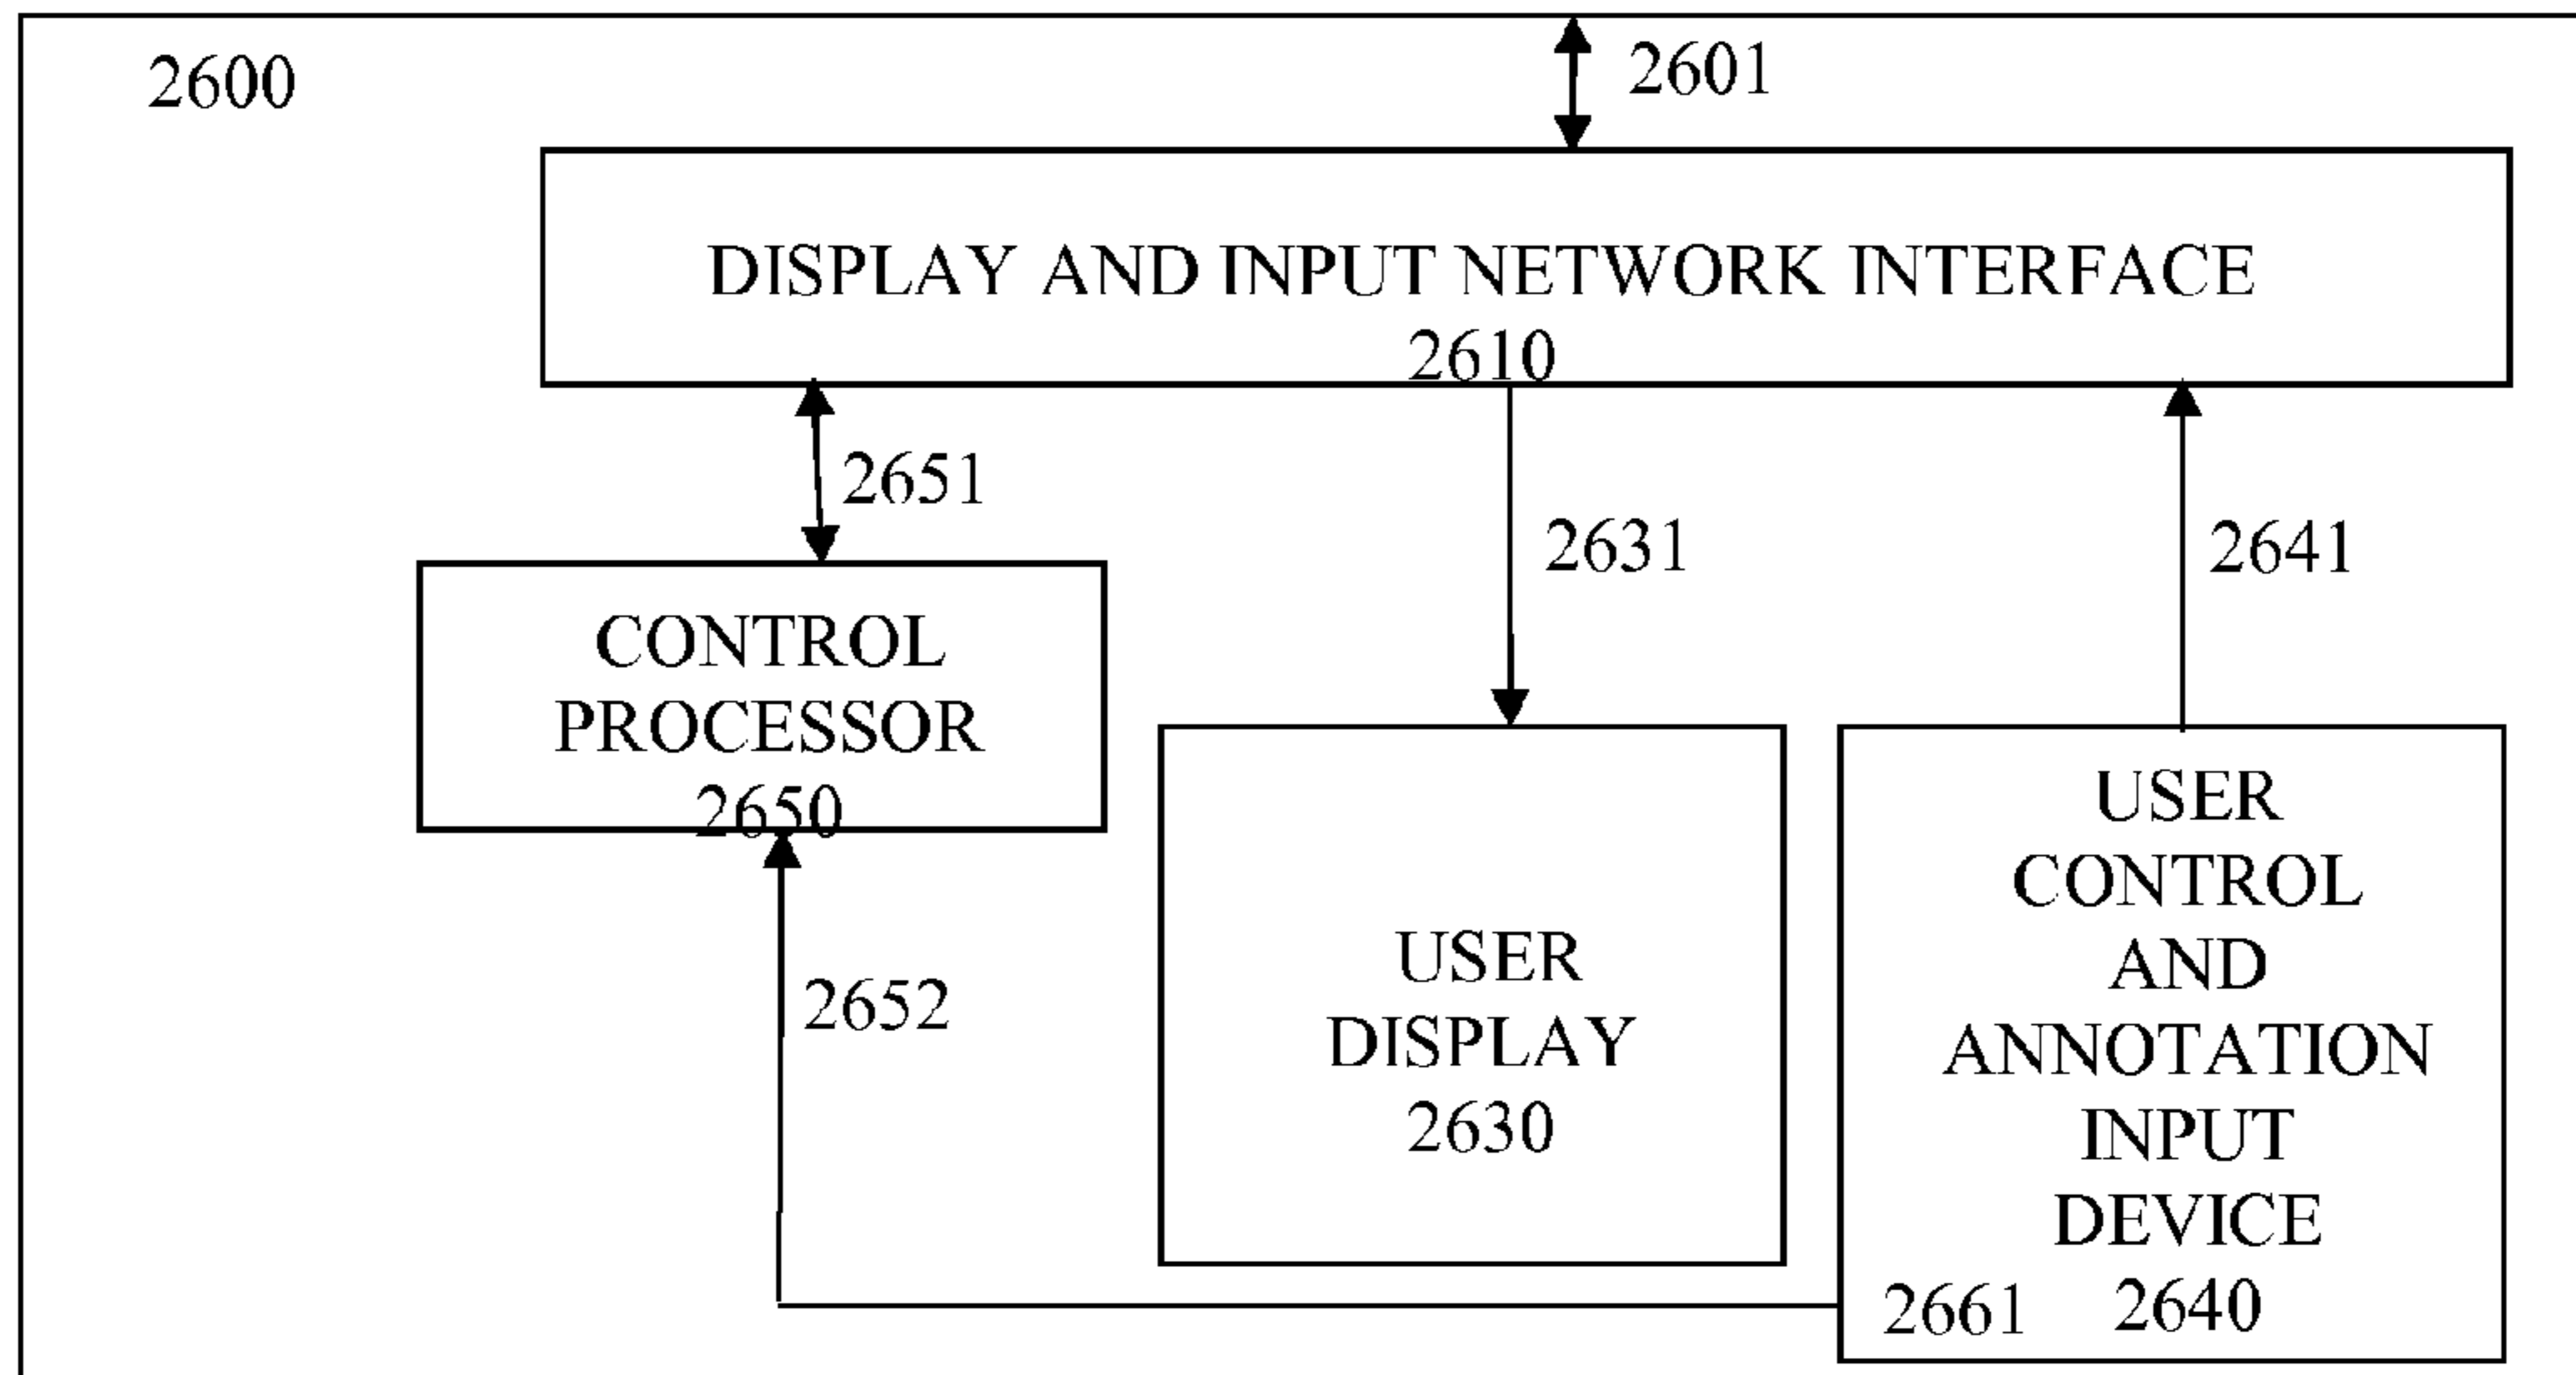 2600
2601
DISPLAY AND INPUT NETWORK INTERFACE
2610
2651
2631
2641
CONTROL
PROCESSOR
2650
2652
USER
DISPLAY
2630
USER
CONTROL
AND
ANNOTATION
INPUT
DEVICE
2661 2640